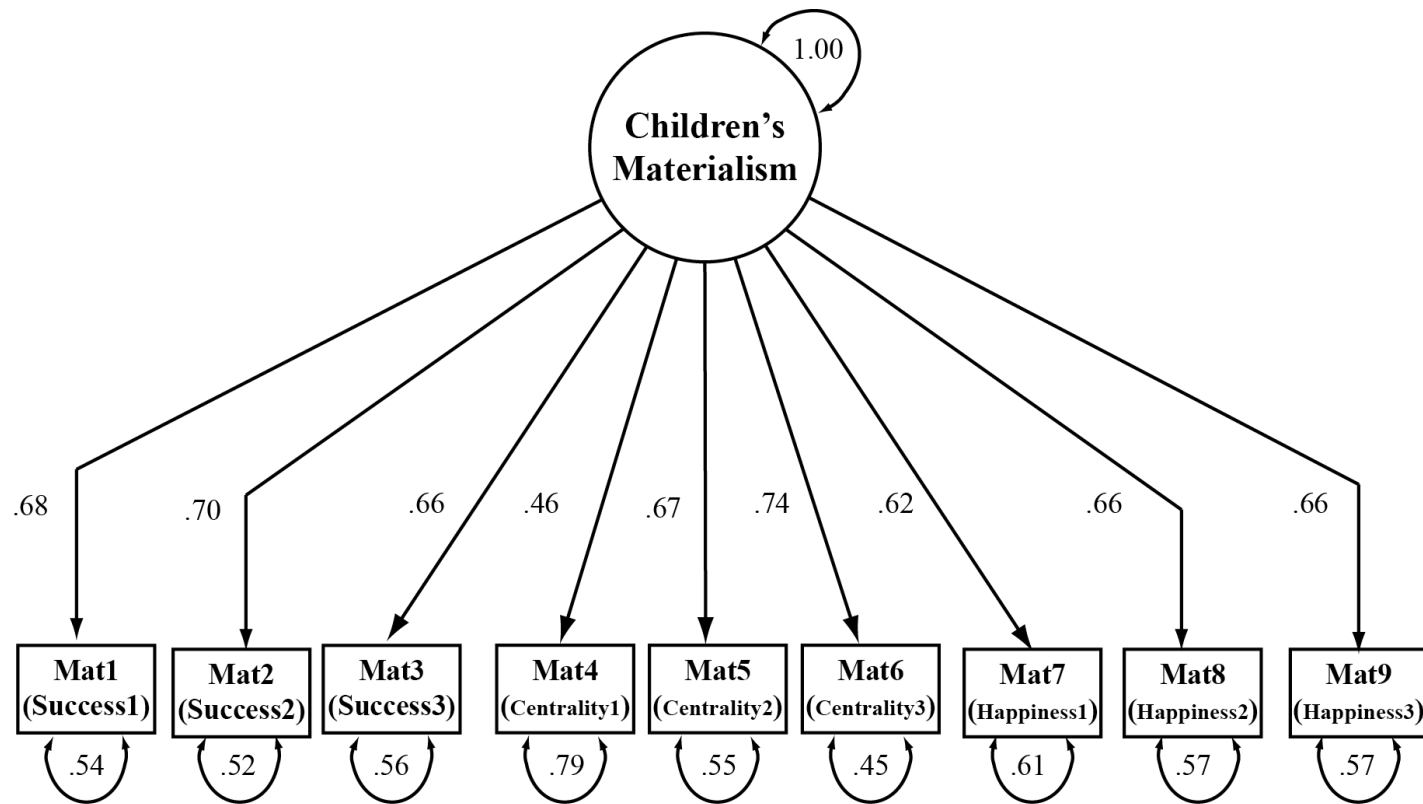 1.00
Children’s
Materialism
.68
.70
.66
.46
.67
.74
.62
.66
.66
Mat1
(Success1)
Mat2
(Success2)
Mat3
(Success3)
Mat4
(Centrality1)
Mat5
(Centrality2)
Mat6
(Centrality3)
Mat7
(Happiness1)
Mat8
(Happiness2)
Mat9
(Happiness3)
.54
.52
.56
.79
.55
.45
.61
.57
.57